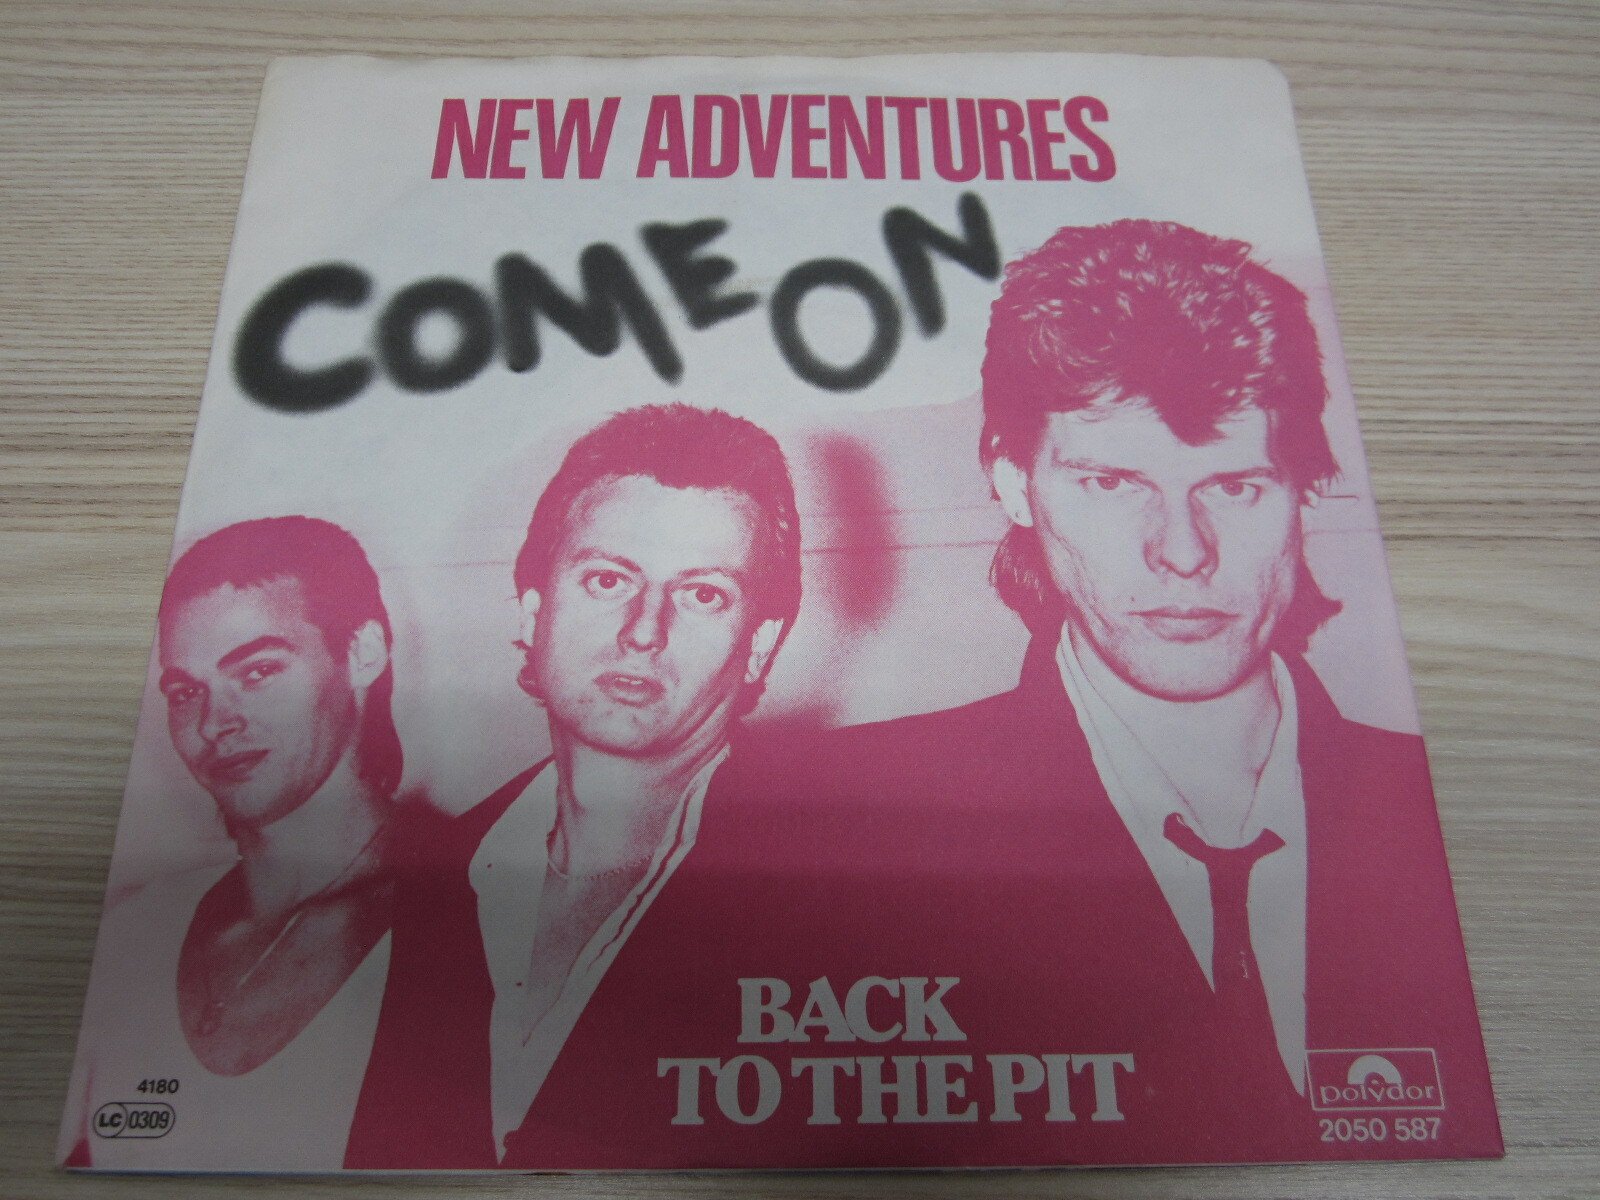 NEW ADVENTURES
COME ON
BACK
TO THE PIT
4180
LC 0309
polydor
2050 587